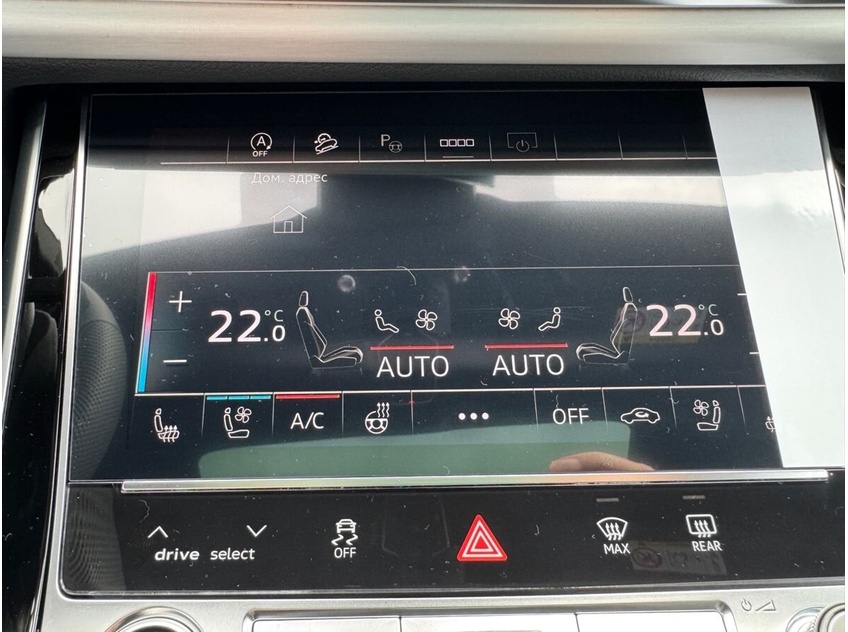 A
OFF
P
Дом. адрес
22.0 °C
22.0 °C
AUTO
AUTO
A/C
OFF
drive select
OFF
MAX
REAR